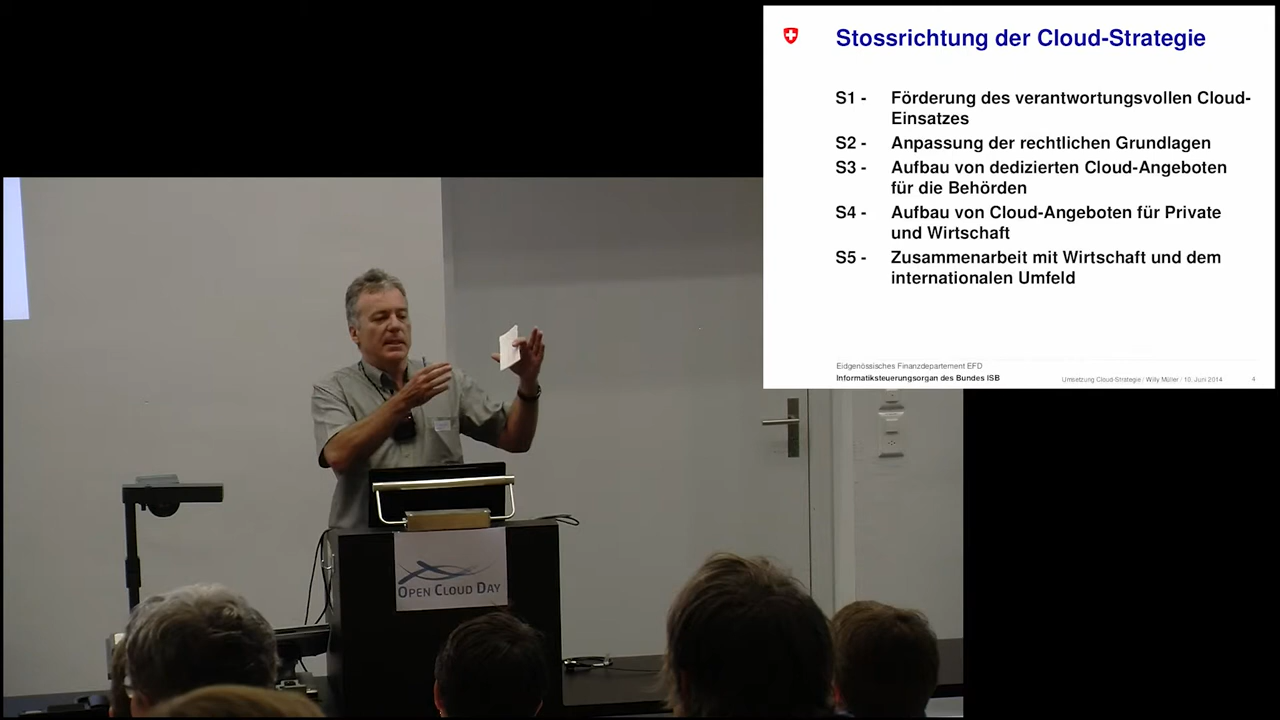 Stossrichtung der Cloud-Strategie
S1 - Förderung des verantwortungsvollen Cloud-
Einsatzes
S2 - Anpassung der rechtlichen Grundlagen
S3 - Aufbau von dedizierten Cloud-Angeboten
für die Behörden
S4 - Aufbau von Cloud-Angeboten für Private
und Wirtschaft
S5 - Zusammenarbeit mit Wirtschaft und dem
internationalen Umfeld
Eidgenössisches Finanzdepartement EFD
Informatiksteuerungsorgan des Bundes ISB
Umsetzung Cloud-Strategie | Willy Müller | 10. Juni 2014
4
OPEN CLOUD DAY